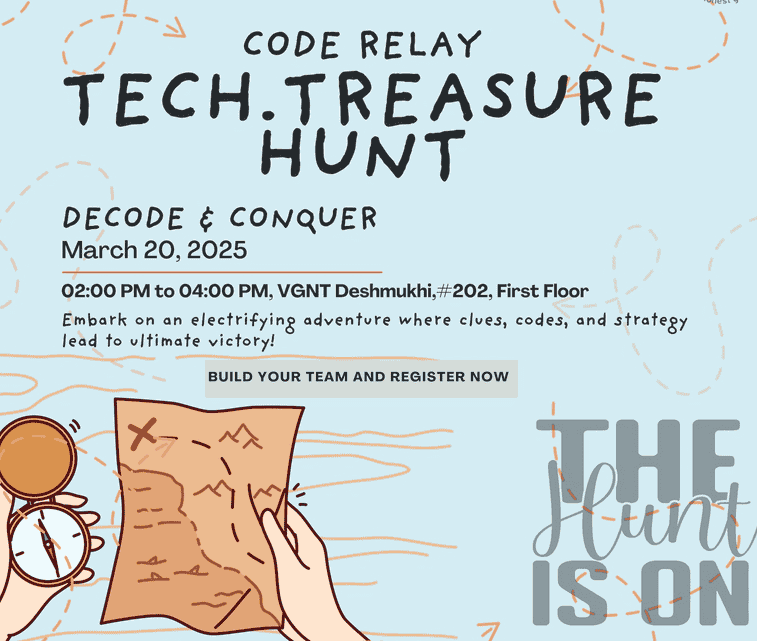 CODE RELAY
TECH.TREASURE
HUNT
DECODE & CONQUER
March 20, 2025
02:00 PM to 04:00 PM, VGNT Deshmukhi,#202, First Floor
Embark on an electrifying adventure where clues, codes, and strategy
lead to ultimate victory!
BUILD YOUR TEAM AND REGISTER NOW
THE
Hunt
IS ON